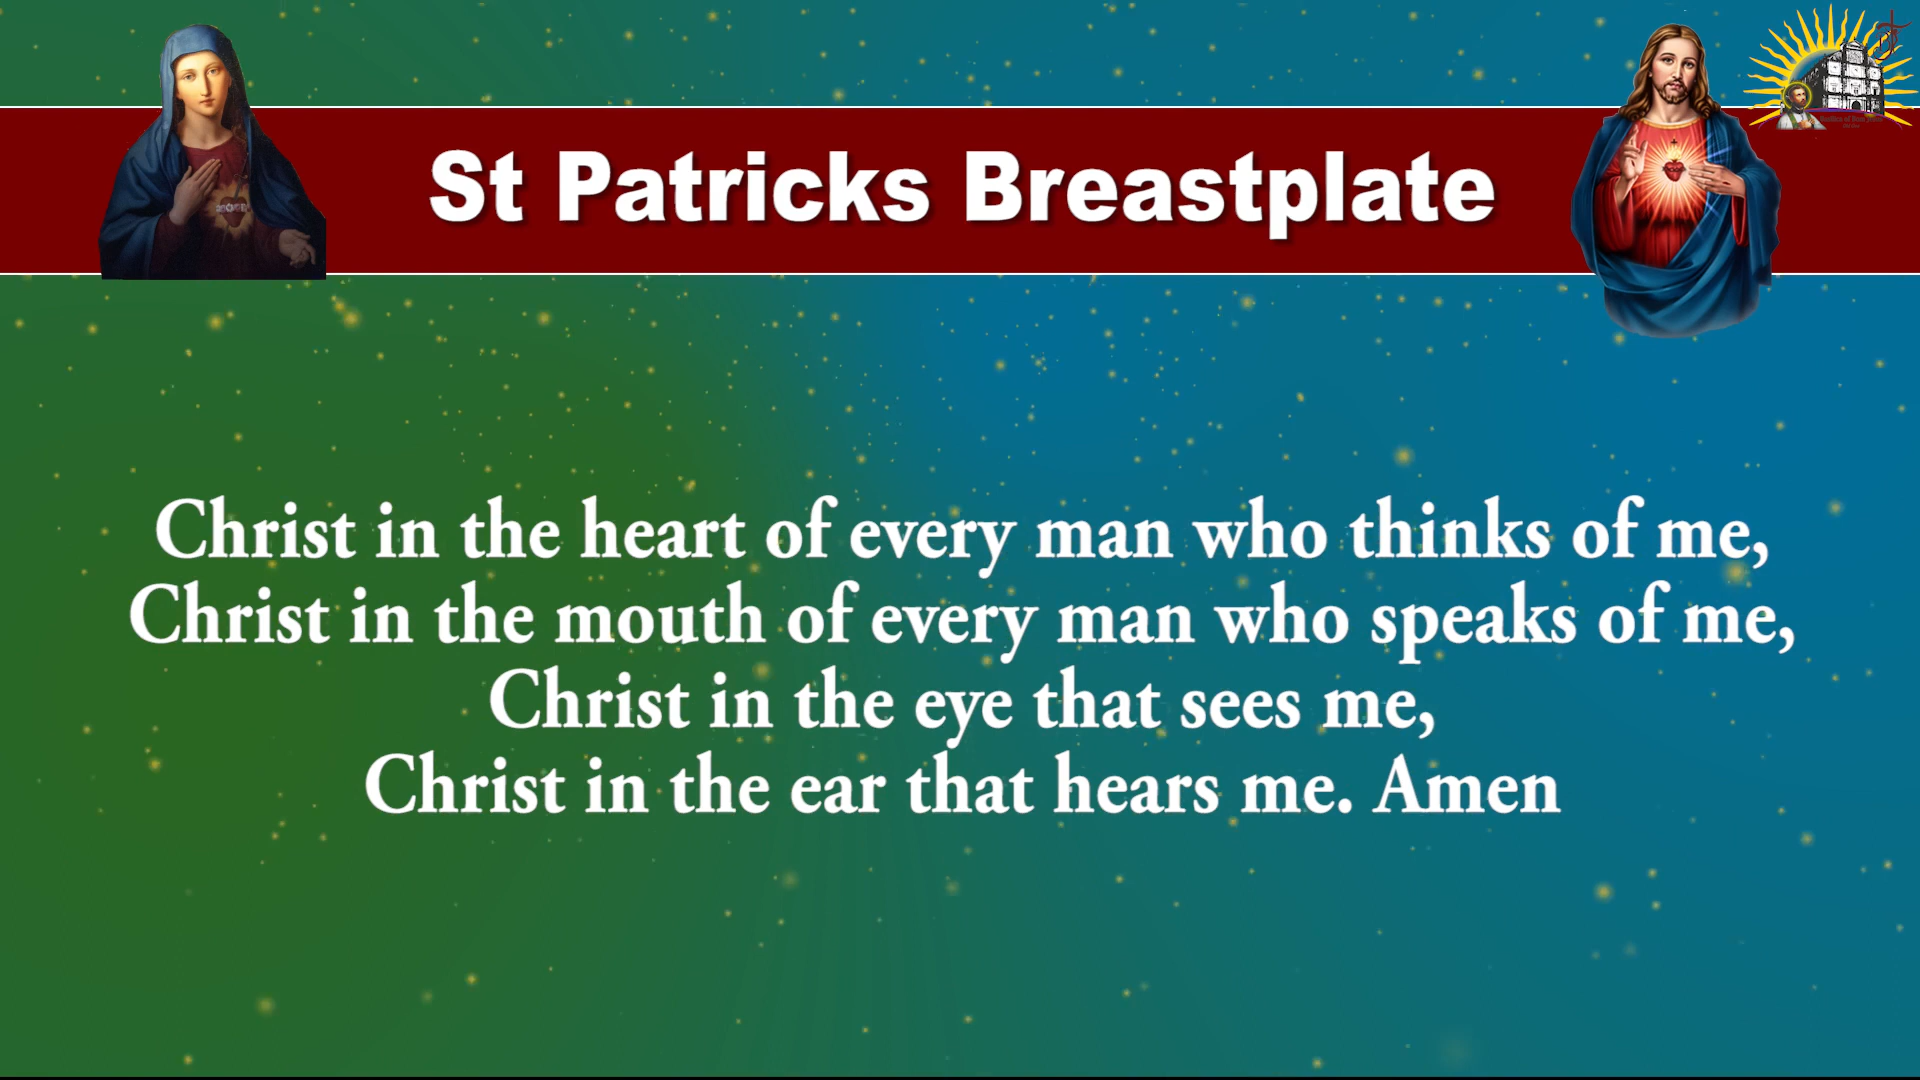 St Patricks Breastplate
Christ in the heart of every man who thinks of me,
Christ in the mouth of every man who speaks of me,
Christ in the eye that sees me,
Christ in the ear that hears me. Amen